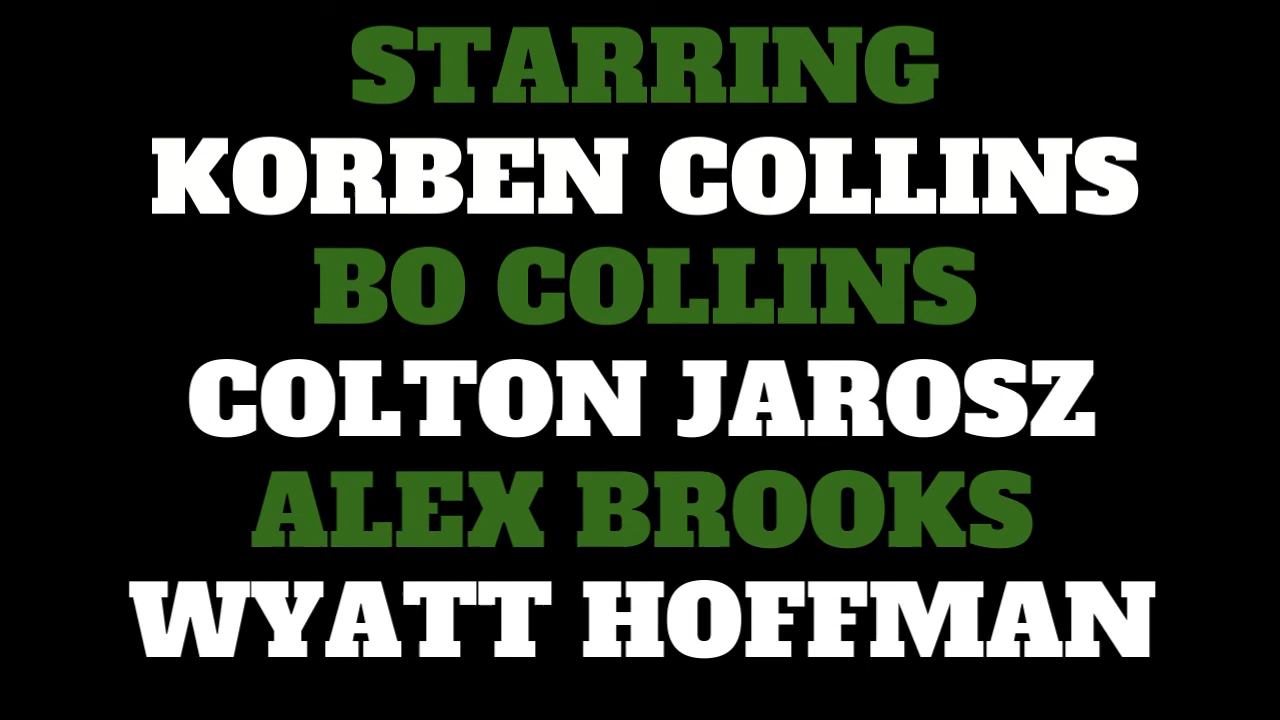 STARRING
KORBEN COLLINS
BO COLLINS
COLTON JAROSZ
ALEX BROOKS
WYATT HOFFMAN